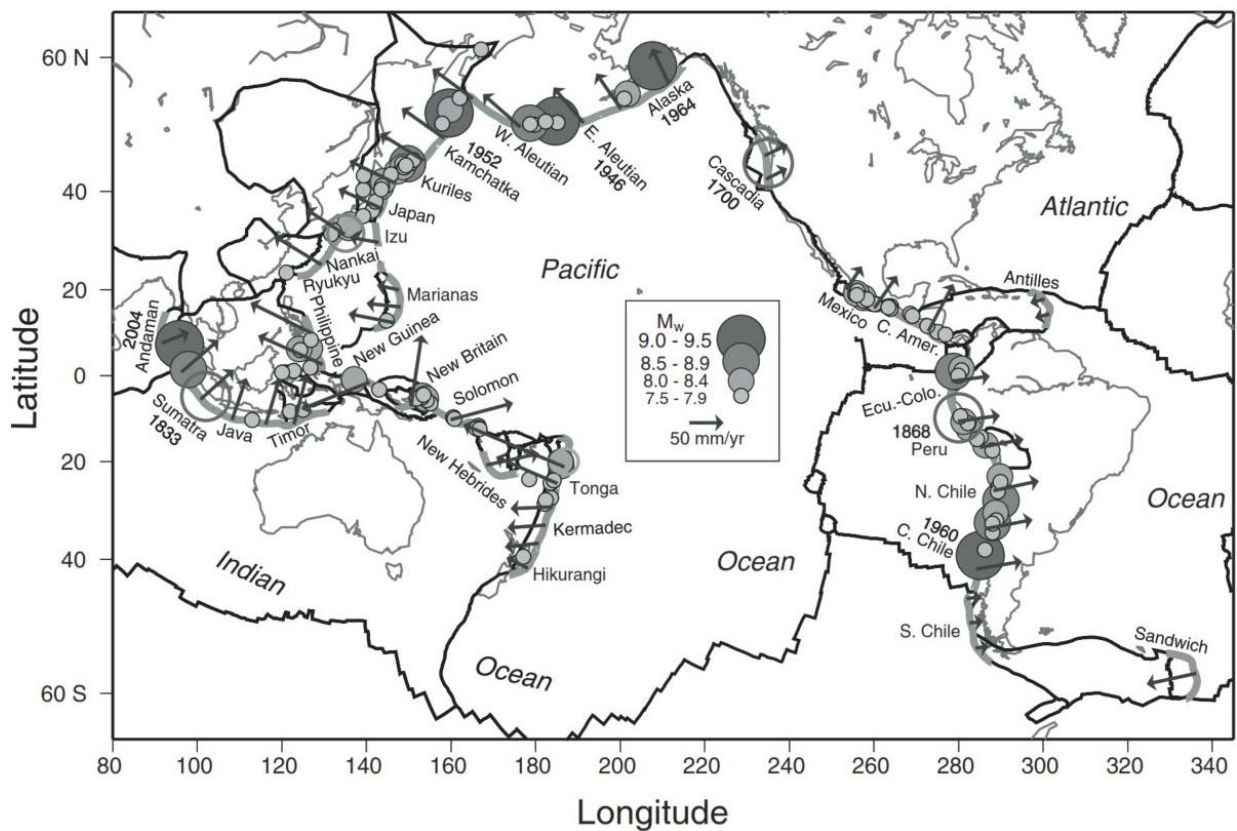 60 N
40
20
0
20
40
60 S
Latitude
80
100
120
140
160
180
200
220
240
260
280
300
320
340
Longitude
Alaska
1964
E. Aleutian
1946
W. Aleutian
1952
Kamchatka
Kuriles
Japan
Izu
Nankai
Ryukyu
Marianas
Philippine
New Guinea
New Britain
Solomon
2004
Andaman
Sumatra
1833
Java
Timor
New Hebrides
Tonga
Kermadec
Hikurangi
Indian
Ocean
Pacific
Ocean
Cascadia
1700
Atlantic
Ocean
Mexico
C. Amer.
Antilles
Ecu.-Colo.
1868
Peru
N. Chile
1960
C. Chile
S. Chile
Sandwich
Mw
9.0 - 9.5
8.5 - 8.9
8.0 - 8.4
7.5 - 7.9
50 mm/yr